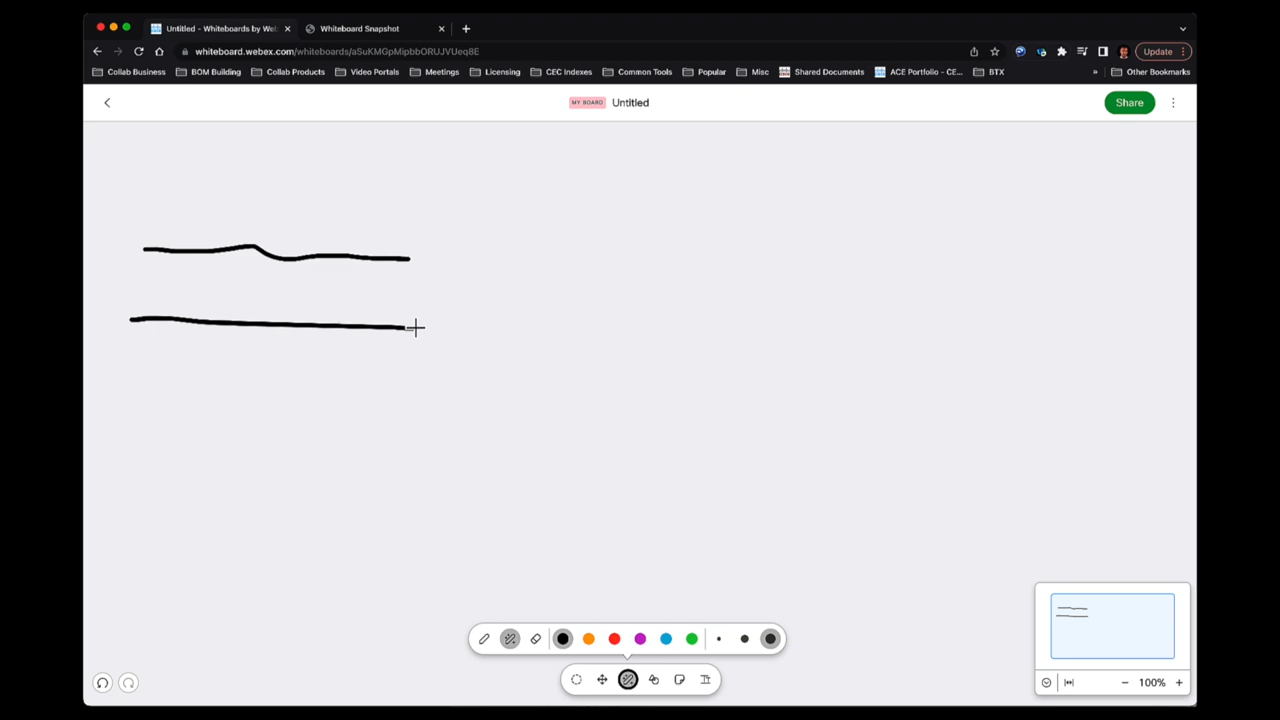 Untitled - Whiteboards by Web
Whiteboard Snapshot
whiteboard.webex.com/whiteboards/aSuKMGpMipbbORUJVUeq8E
Update
Collab Business
BOM Building
Collab Products
Video Portals
Meetings
Licensing
CEC Indexes
Common Tools
Popular
Misc
Shared Documents
ACE Portfolio - CE...
BTX
»
Other Bookmarks
MY BOARD
Untitled
Share
100%